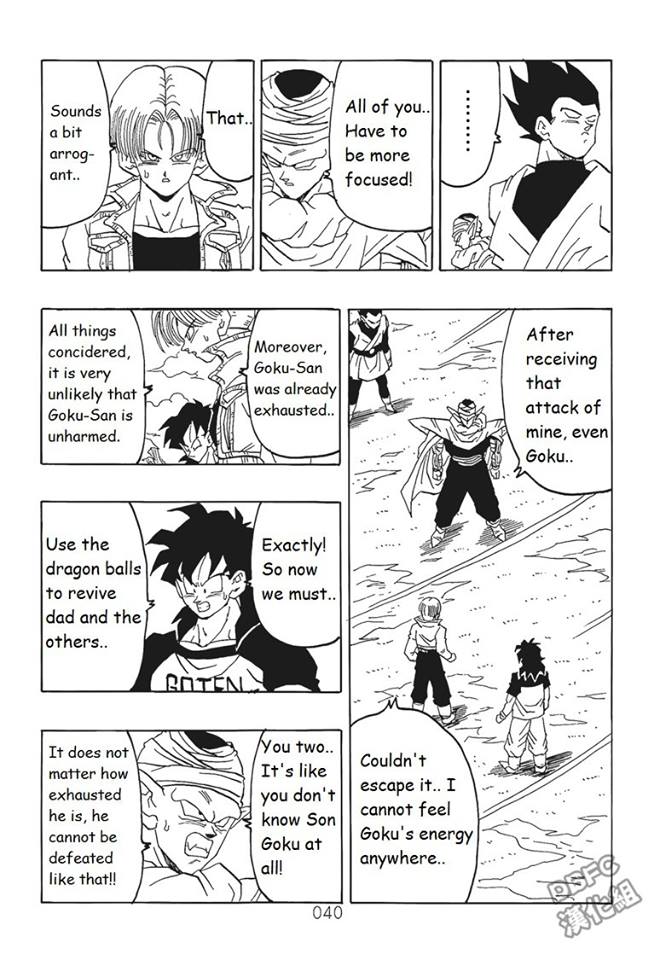 ........
All of you..
Have to
be more
focused!
That..
Sounds
a bit
arrog-
ant..
After
receiving
that
attack of
mine, even
Goku..
Couldn't
escape it.. I
cannot feel
Goku's energy
anywhere..
Moreover,
Goku-San
was already
exhausted..
All things
concidered,
it is very
unlikely that
Goku-San is
unharmed.
Exactly!
So now
we must..
Use the
dragon balls
to revive
dad and the
others..
GOTEN
You two..
It's like
you don't
know Son
Goku at
all!
It does not
matter how
exhausted
he is, he
cannot be
defeated
like that!!
040
DBFC
漢化組